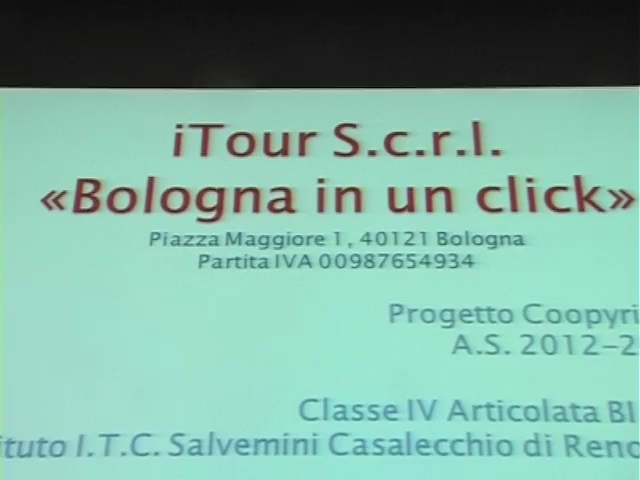 iTour S.c.r.l.
«Bologna in un click»
Piazza Maggiore 1, 40121 Bologna
Partita IVA 00987654934
Progetto Coopyri
A.S. 2012-2
Classe IV Articolata BI
ituto I.T.C. Salvemini Casalecchio di Reno